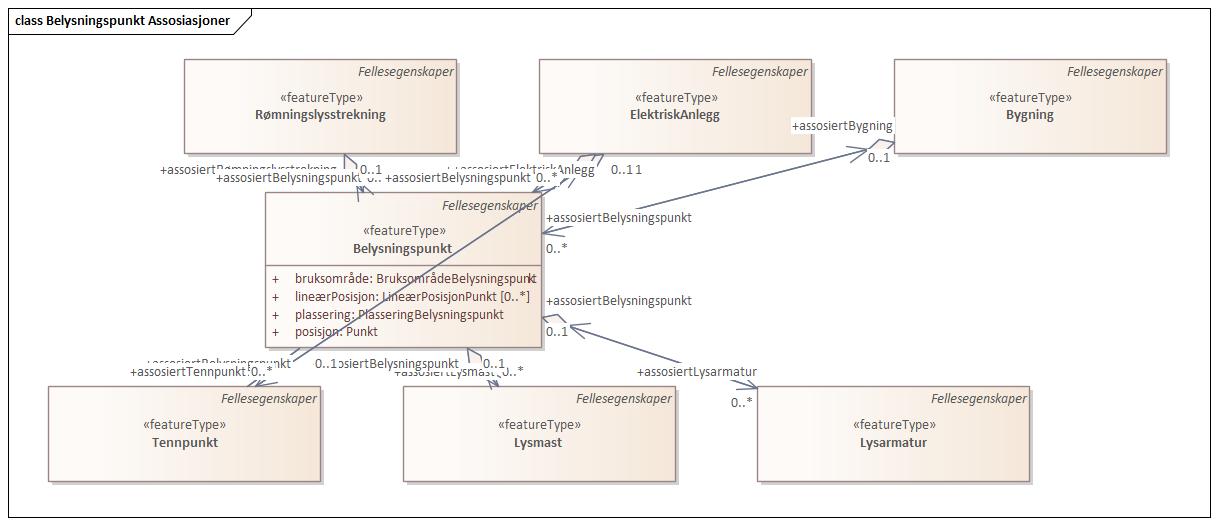 class Belysningspunkt Assosiasjoner
Fellesegenskaper
«featureType»
Rømningslysstrekning
Fellesegenskaper
«featureType»
ElektriskAnlegg
Fellesegenskaper
«featureType»
Bygning
+assosiertBygning
0..1
+assosiertRømningslysstrekning
0..1
+assosiertBelysningspunkt
0..*
+assosiertBelysningspunkt
0..*
+assosiertElektriskAnlegg
0..1
1
Fellesegenskaper
«featureType»
Belysningspunkt
+ bruksområde: BruksområdeBelysningspunkt
+ lineærPosisjon: LineærPosisjonPunkt [0..*]
+ plassering: PlasseringBelysningspunkt
+ posisjon: Punkt
+assosiertBelysningspunkt
0..*
+assosiertBelysningspunkt
0..1
+assosiertBelysningspunkt
0..1
+assosiertTennpunkt
0..*
+assosiertBelysningspunkt
0..1
+assosiertLysmast
0..*
+assosiertLysarmatur
0..*
Fellesegenskaper
«featureType»
Tennpunkt
Fellesegenskaper
«featureType»
Lysmast
Fellesegenskaper
«featureType»
Lysarmatur